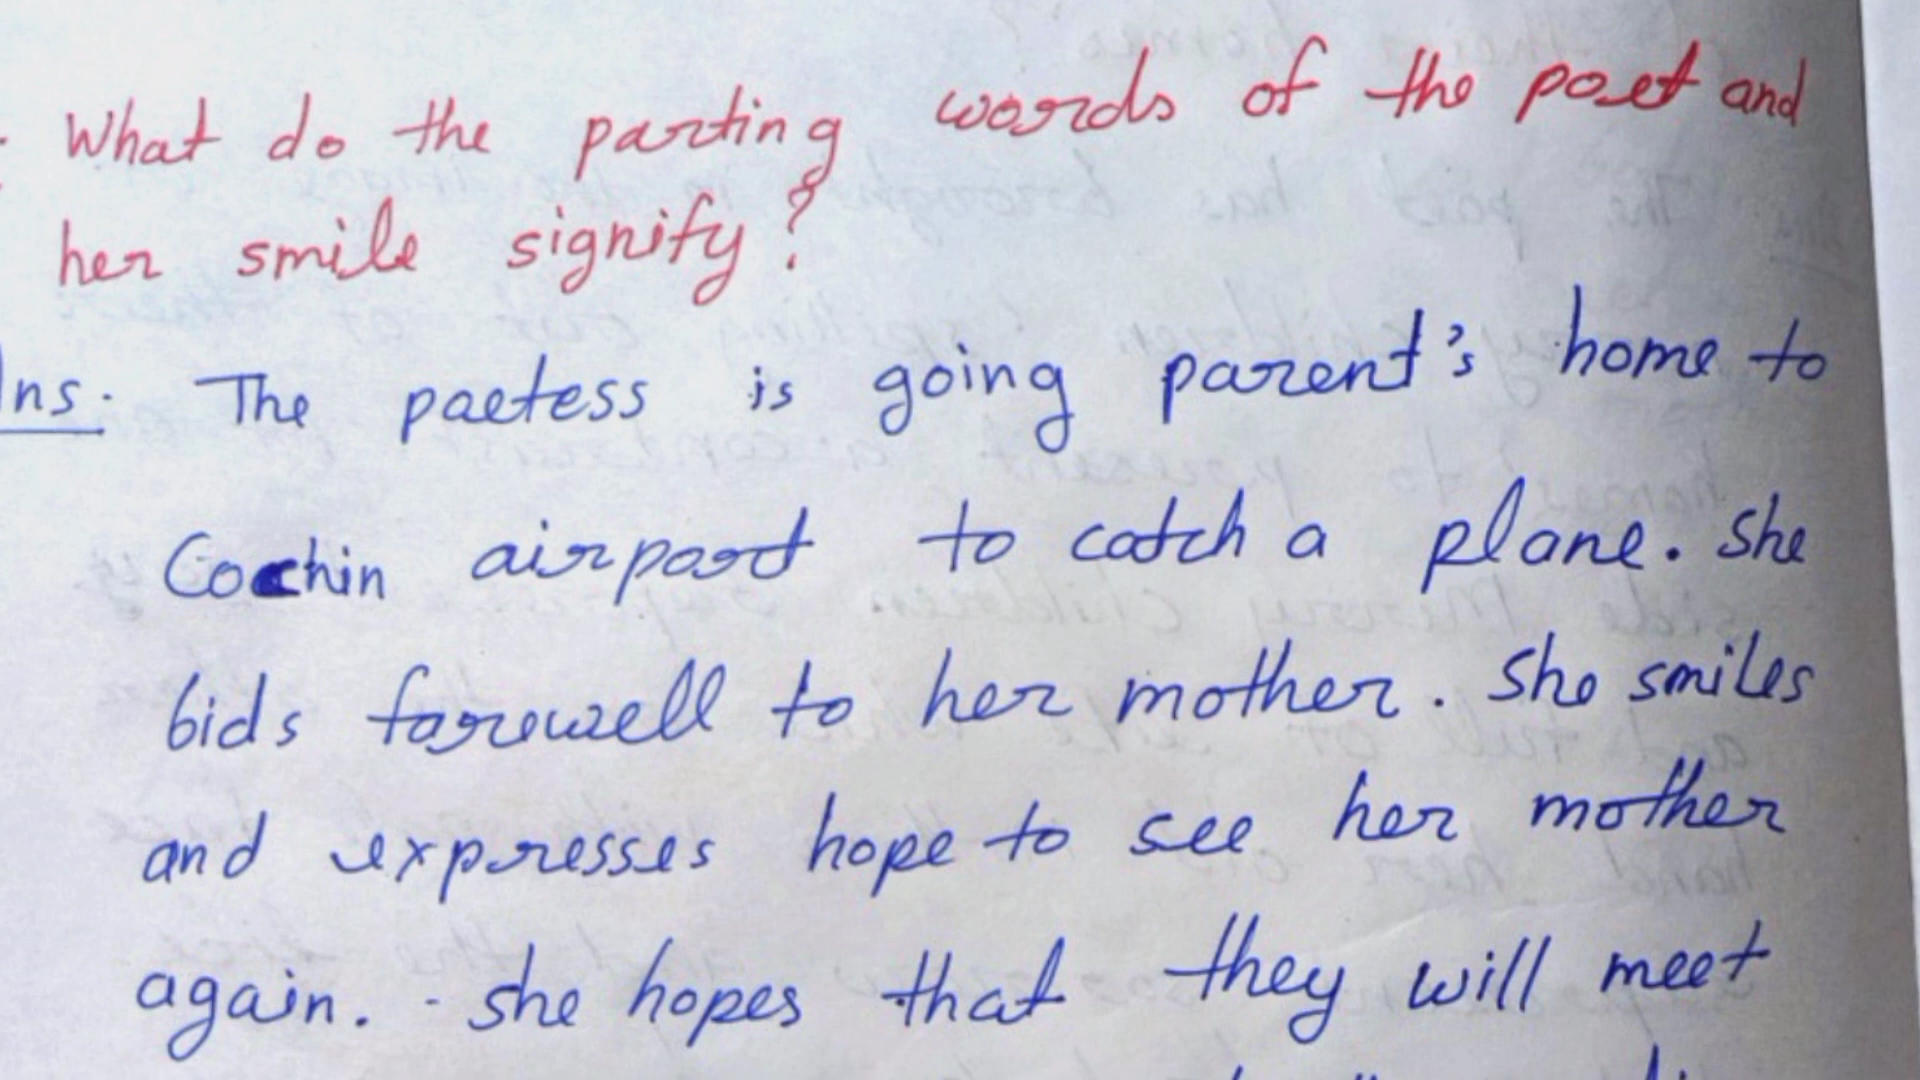 What do the parting words of the poet and
her smile signify?
Ans. The paetess is going parent's home to
Cochin airport to catch a plane. She
bids farewell to her mother. She smiles
and expresses hope to see her mother
again. - she hopes that they will meet